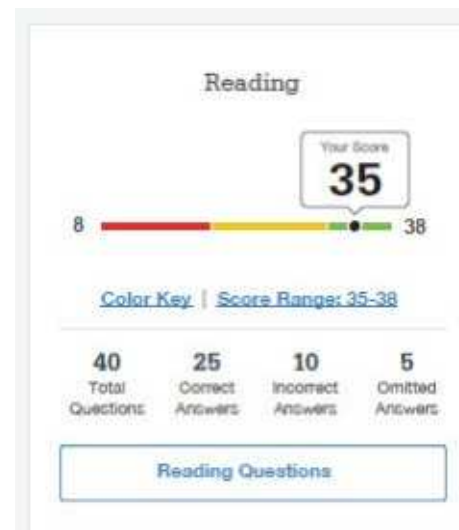 Reading
Your Score
35
8 38
Color Key | Score Range: 35-38
40 25 10 5
Total Correct Incorrect Omitted
Questions Answers Answers Answers
Reading Questions